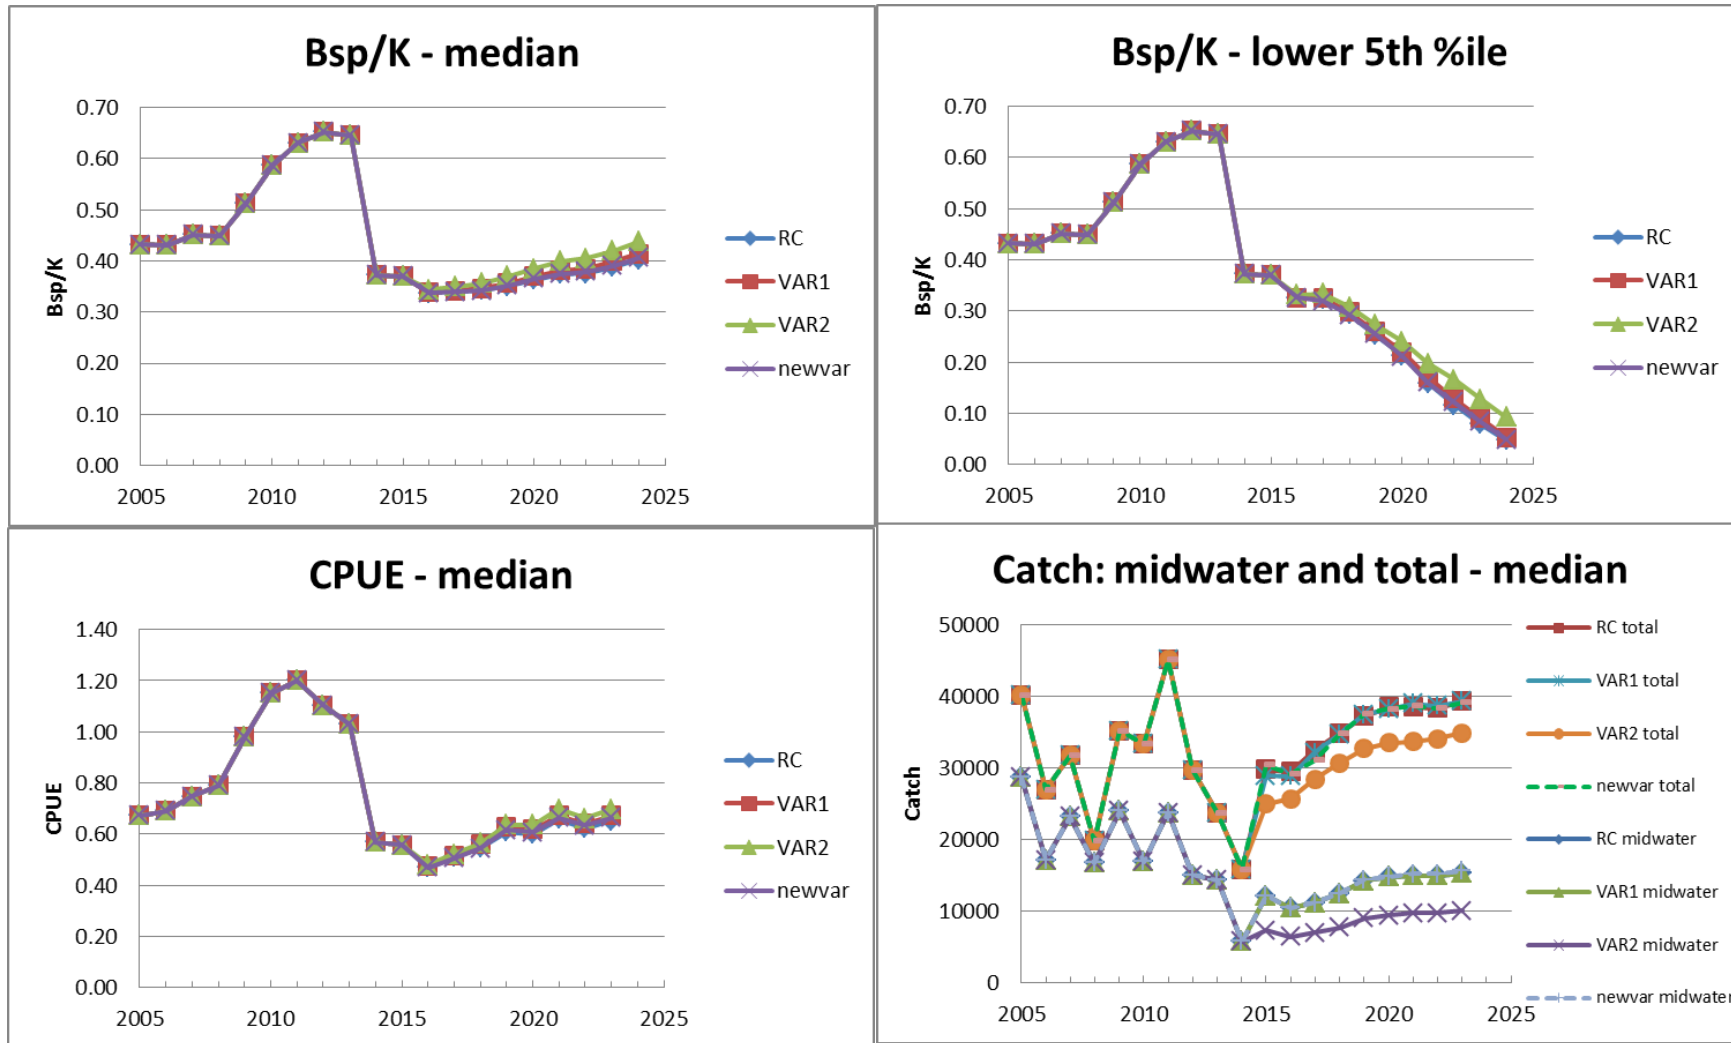 Bsp/K - median
0.70
0.60
0.50
0.40
0.30
0.20
0.10
0.00
Bsp/K
2005 2010 2015 2020 2025
RC
VAR1
VAR2
newvar
Bsp/K - lower 5th %ile
0.70
0.60
0.50
0.40
0.30
0.20
0.10
0.00
Bsp/K
2005 2010 2015 2020 2025
RC
VAR1
VAR2
newvar
CPUE - median
1.40
1.20
1.00
0.80
0.60
0.40
0.20
0.00
CPUE
2005 2010 2015 2020 2025
RC
VAR1
VAR2
newvar
Catch: midwater and total - median
50000
40000
30000
20000
10000
0
Catch
2005 2010 2015 2020 2025
RC total
VAR1 total
VAR2 total
newvar total
RC midwater
VAR1 midwater
VAR2 midwater
newvar midwater